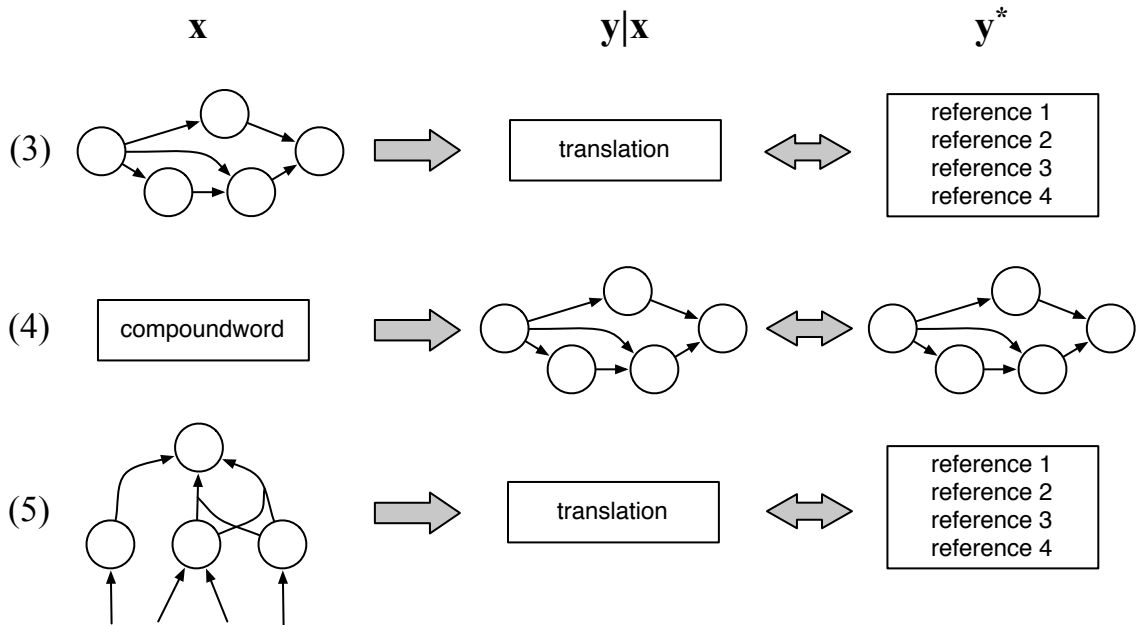 x y|x y*
(3) translation
reference 1
reference 2
reference 3
reference 4
(4) compoundword
(5) translation
reference 1
reference 2
reference 3
reference 4